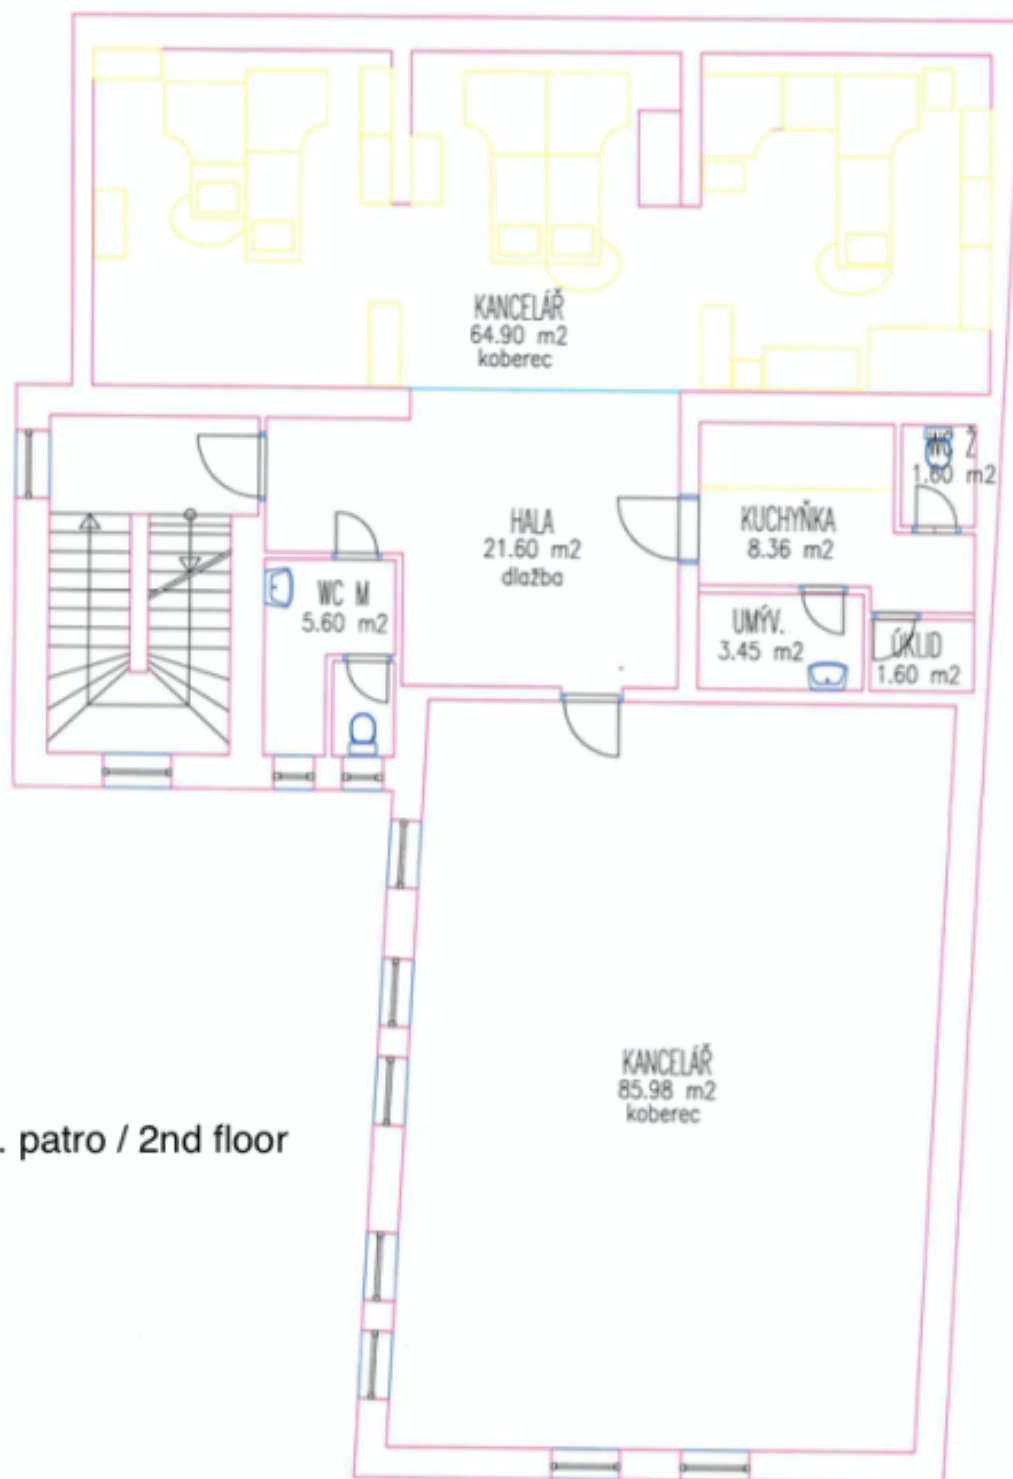 KANCELÁŘ
64.90 m2
koberec
WC Ž
1.60 m2
HALA
21.60 m2
dlažba
KUCHYŇKA
8.36 m2
WC M
5.60 m2
UMÝV.
3.45 m2
ÚKLID
1.60 m2
KANCELÁŘ
85.98 m2
koberec
. patro / 2nd floor